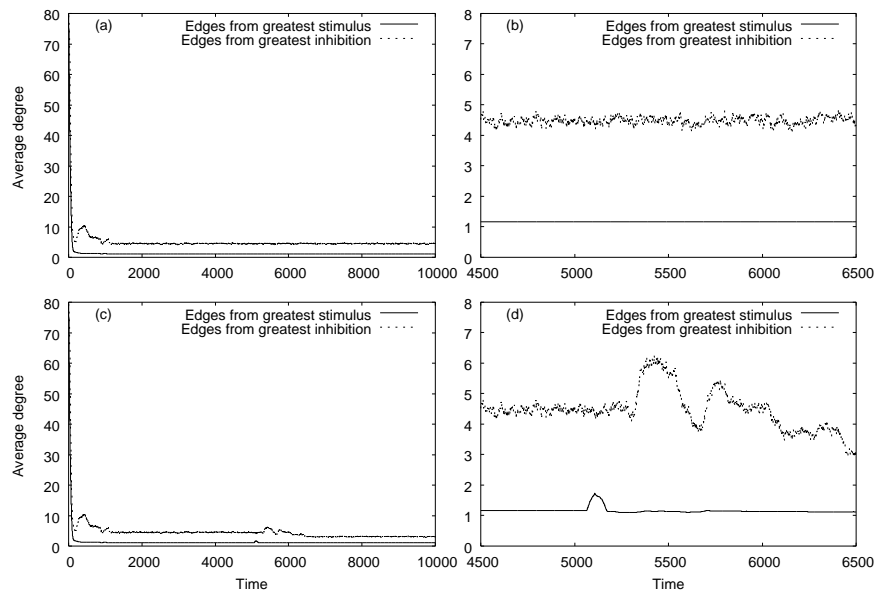 (a)
Edges from greatest stimulus
Edges from greatest inhibition
Average degree
80
70
60
50
40
30
20
10
0
0 2000 4000 6000 8000 10000
(b)
Edges from greatest stimulus
Edges from greatest inhibition
8
7
6
5
4
3
2
1
0
4500 5000 5500 6000 6500
(c)
Edges from greatest stimulus
Edges from greatest inhibition
Average degree
80
70
60
50
40
30
20
10
0
0 2000 4000 6000 8000 10000
Time
(d)
Edges from greatest stimulus
Edges from greatest inhibition
8
7
6
5
4
3
2
1
0
4500 5000 5500 6000 6500
Time